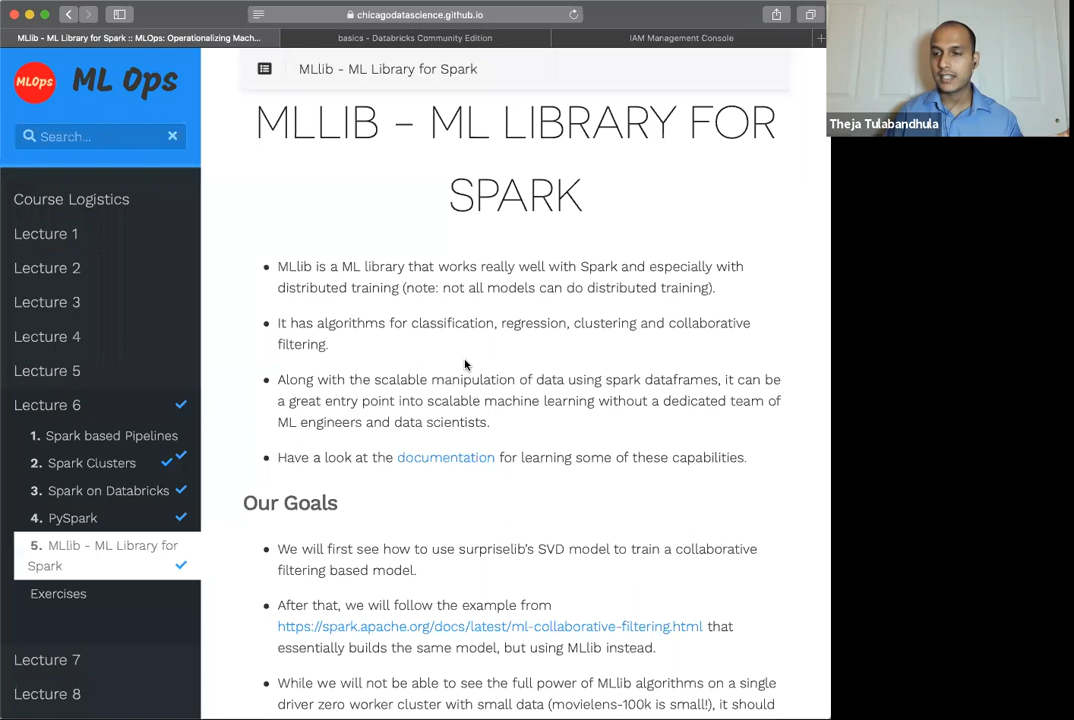 chicagodatascience.github.io
MLlib - ML Library for Spark :: MLOps: Operationalizing Mach...
basics - Databricks Community Edition
IAM Management Console
MLOps
ML Ops
Search...
Course Logistics
Lecture 1
Lecture 2
Lecture 3
Lecture 4
Lecture 5
Lecture 6
1. Spark based Pipelines
2. Spark Clusters
3. Spark on Databricks
4. PySpark
5. MLlib - ML Library for
Spark
Exercises
Lecture 7
Lecture 8
MLlib - ML Library for Spark
MLLIB - ML LIBRARY FOR
SPARK
MLlib is a ML library that works really well with Spark and especially with
distributed training (note: not all models can do distributed training).
It has algorithms for classification, regression, clustering and collaborative
filtering.
Along with the scalable manipulation of data using spark dataframes, it can be
a great entry point into scalable machine learning without a dedicated team of
ML engineers and data scientists.
Have a look at the documentation for learning some of these capabilities.
Our Goals
We will first see how to use surpriselib's SVD model to train a collaborative
filtering based model.
After that, we will follow the example from
https://spark.apache.org/docs/latest/ml-collaborative-filtering.html that
essentially builds the same model, but using MLlib instead.
While we will not be able to see the full power of MLlib algorithms on a single
driver zero worker cluster with small data (movielens-100k is small!), it should
Theja Tulabandhula